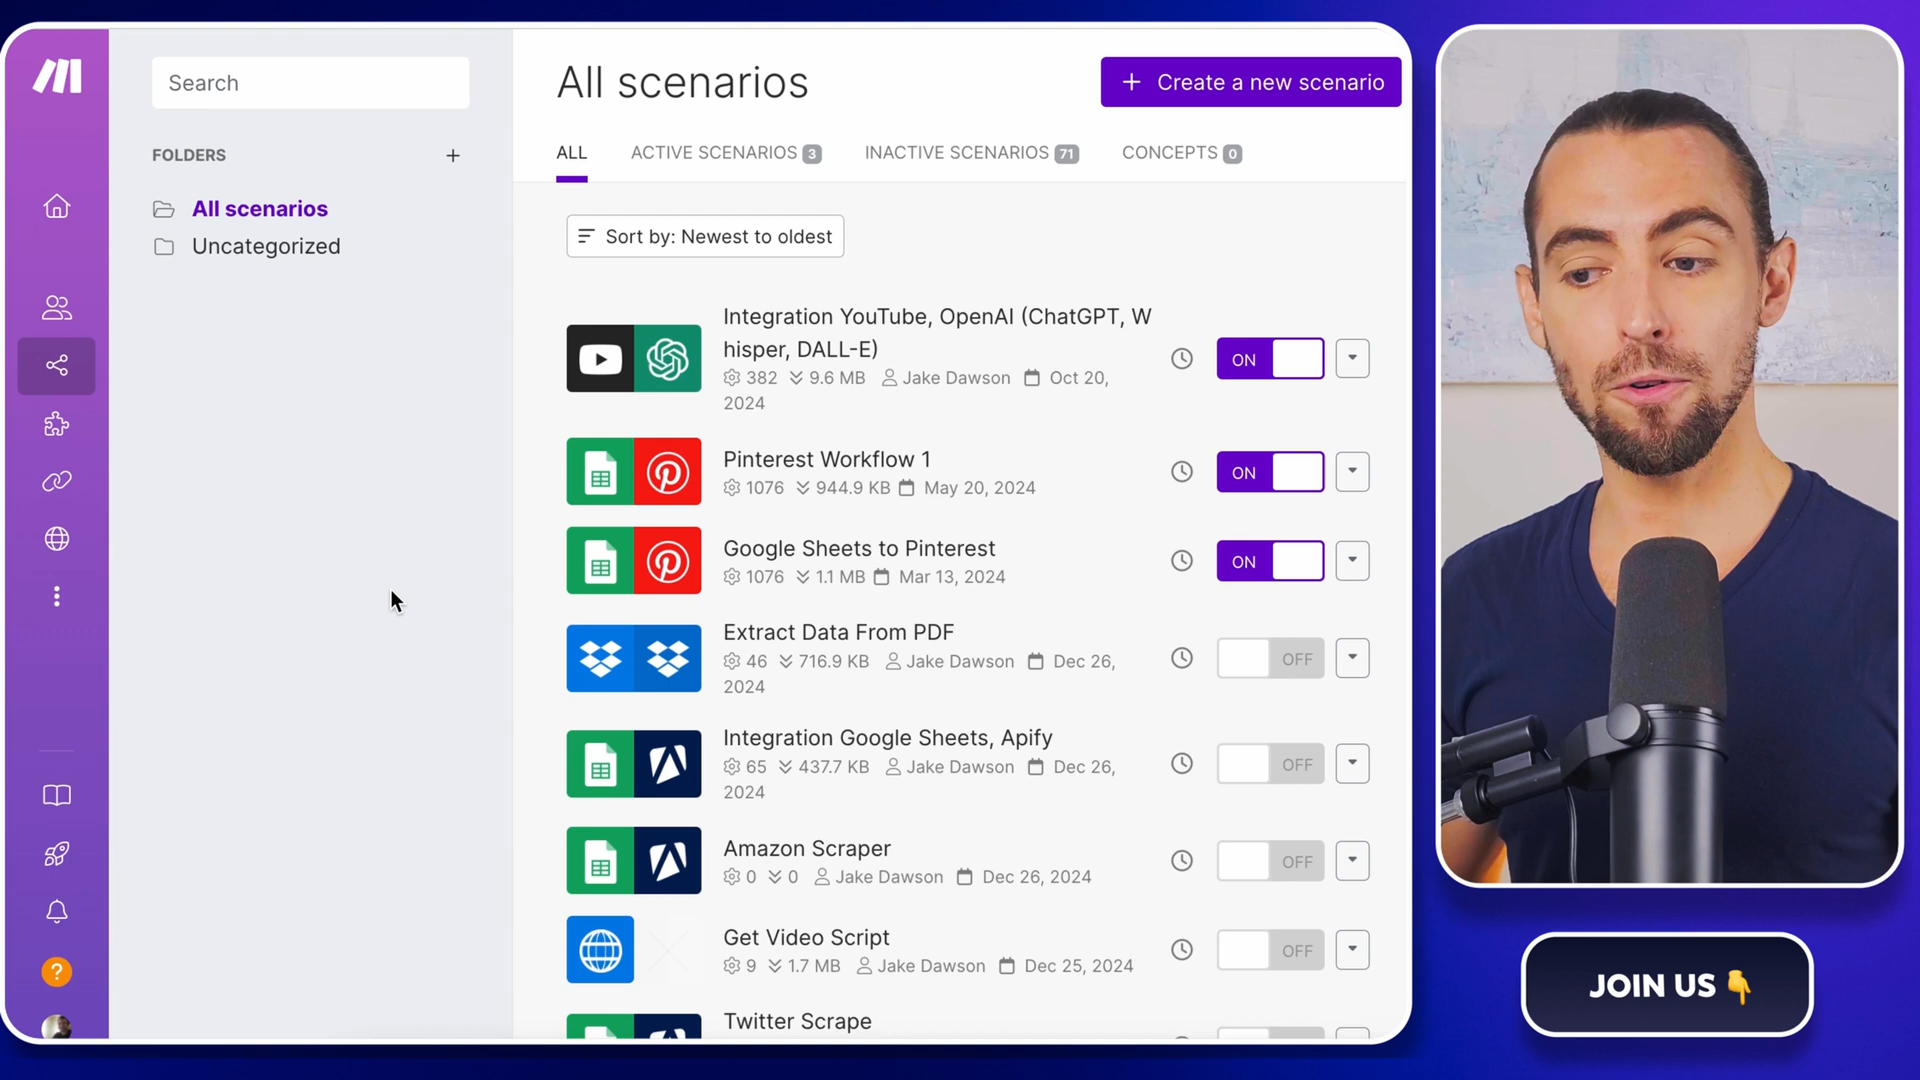 Search
FOLDERS
All scenarios
Uncategorized
All scenarios
Create a new scenario
ALL
ACTIVE SCENARIOS 3
INACTIVE SCENARIOS 71
CONCEPTS 0
Sort by: Newest to oldest
Integration YouTube, OpenAI (ChatGPT, W
hisper, DALL-E)
382 9.6 MB Jake Dawson Oct 20,
2024
ON
Pinterest Workflow 1
1076 944.9 KB May 20, 2024
ON
Google Sheets to Pinterest
1076 1.1 MB Mar 13, 2024
ON
Extract Data From PDF
46 716.9 KB Jake Dawson Dec 26,
2024
OFF
Integration Google Sheets, Apify
65 437.7 KB Jake Dawson Dec 26,
2024
OFF
Amazon Scraper
0 0 Jake Dawson Dec 26, 2024
OFF
Get Video Script
9 1.7 MB Jake Dawson Dec 25, 2024
OFF
Twitter Scrape
?
JOIN US 👇